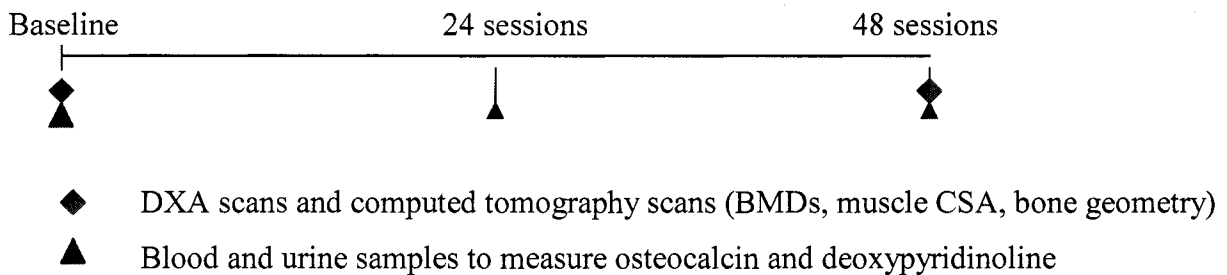 Baseline 24 sessions 48 sessions
DXA scans and computed tomography scans (BMDs, muscle CSA, bone geometry)
Blood and urine samples to measure osteocalcin and deoxypyridinoline